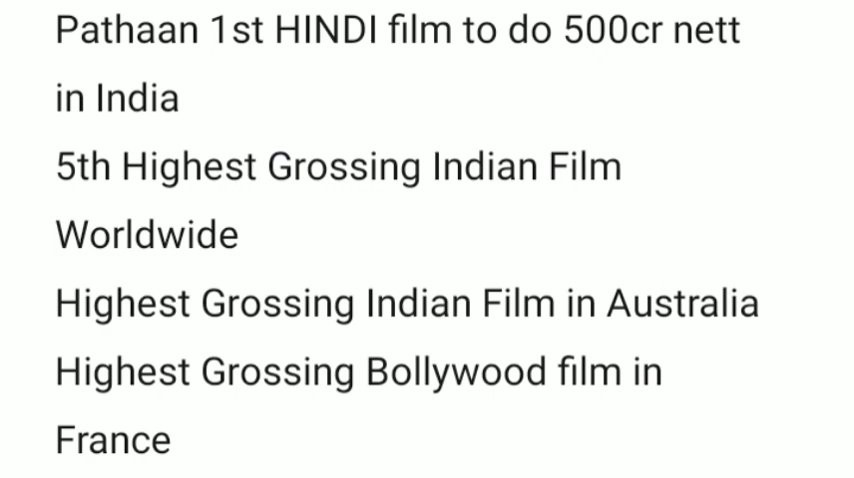 Pathaan 1st HINDI film to do 500cr nett
in India
5th Highest Grossing Indian Film
Worldwide
Highest Grossing Indian Film in Australia
Highest Grossing Bollywood film in
France